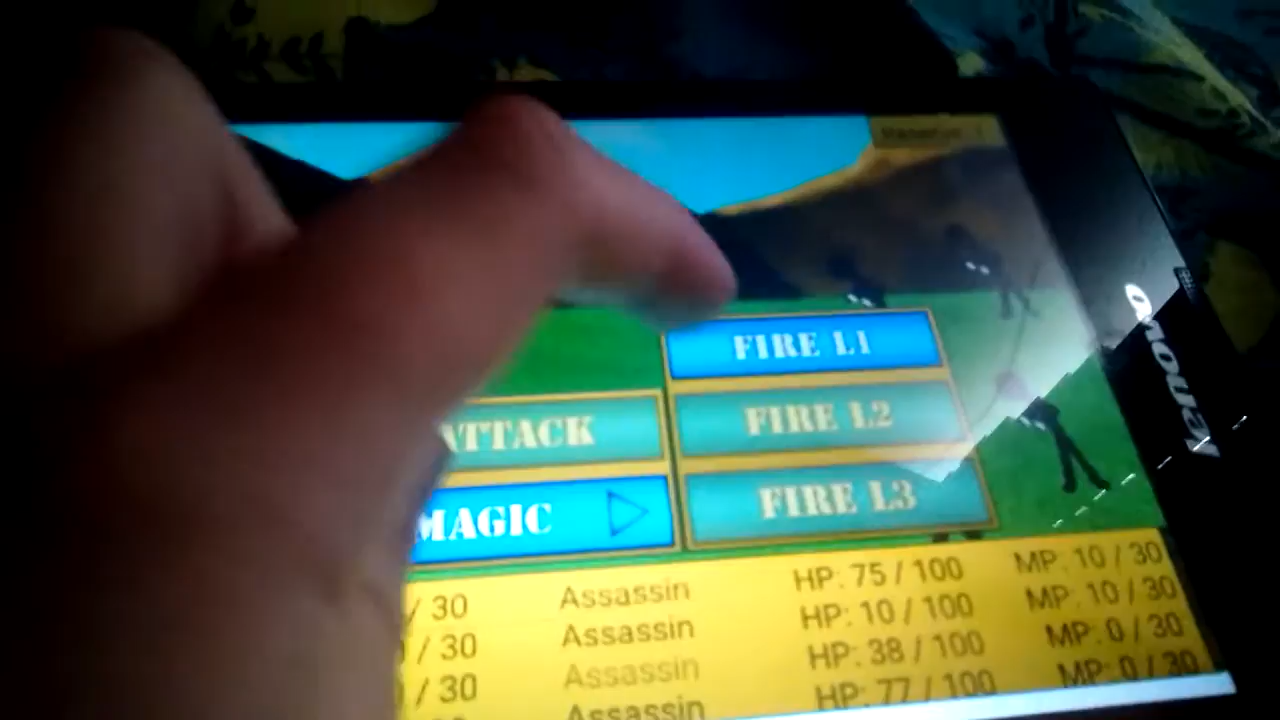 FIRE L1
ATTACK FIRE L2
MAGIC FIRE L3
/ 30 Assassin HP: 75 / 100 MP: 10 / 30
/ 30 Assassin HP: 10 / 100 MP: 10 / 30
/ 30 Assassin HP: 38 / 100 MP: 0 / 30
Assassin HP: 77 / 100 MP: 0 / 30
lenovo